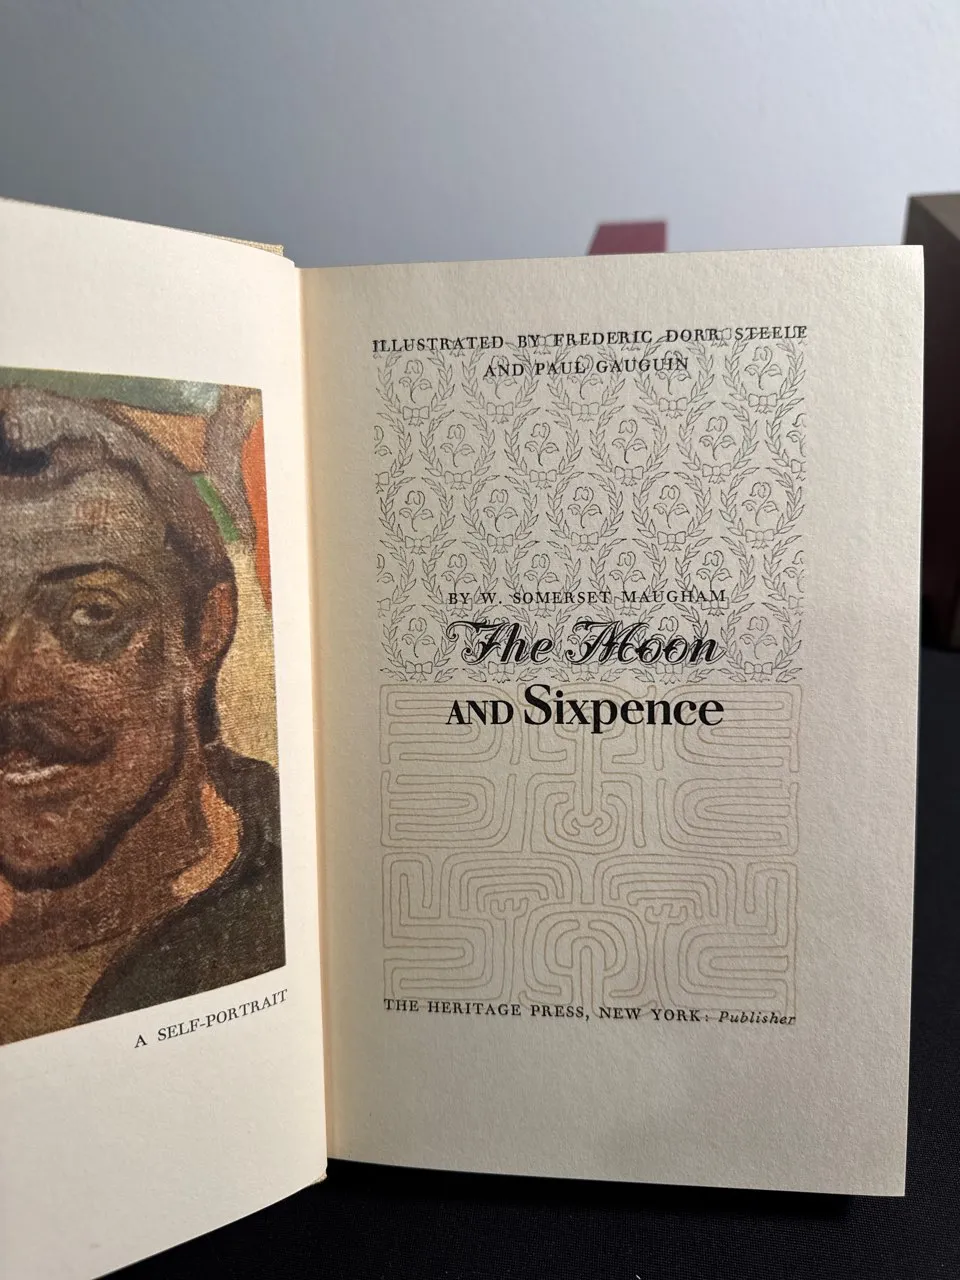 A SELF-PORTRAIT
ILLUSTRATED BY FREDERIC DORR STEELE
AND PAUL GAUGUIN
BY W. SOMERSET MAUGHAM
The Moon
AND Sixpence
THE HERITAGE PRESS, NEW YORK: Publisher